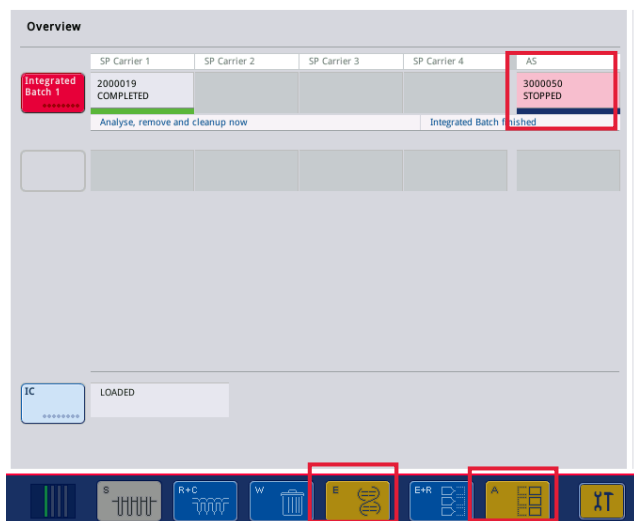 Overview
SP Carrier 1
SP Carrier 2
SP Carrier 3
SP Carrier 4
AS
Integrated
Batch 1
2000019
COMPLETED
3000050
STOPPED
Analyse, remove and cleanup now
Integrated Batch finished
IC
LOADED
S
R+C
W
E
E+R
A